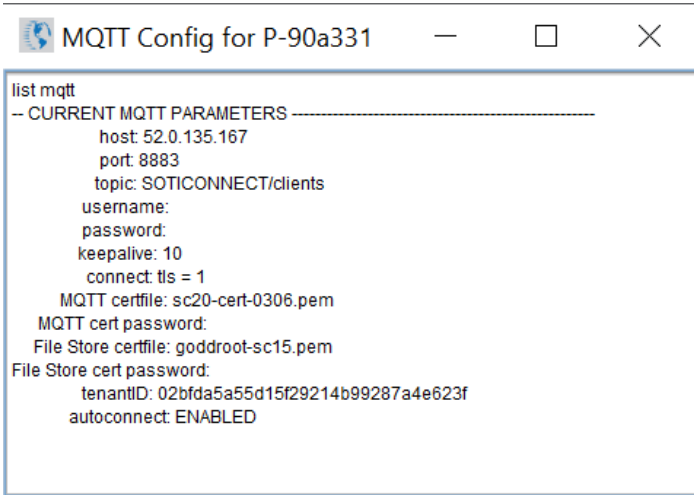 MQTT Config for P-90a331
list mqtt
-- CURRENT MQTT PARAMETERS ----------------------------------------------------
host: 52.0.135.167
port: 8883
topic: SOTICONNECT/clients
username:
password:
keepalive: 10
connect: tls = 1
MQTT certfile: sc20-cert-0306.pem
MQTT cert password:
File Store certfile: goddroot-sc15.pem
File Store cert password:
tenantID: 02bfda5a55d15f29214b99287a4e623f
autoconnect: ENABLED